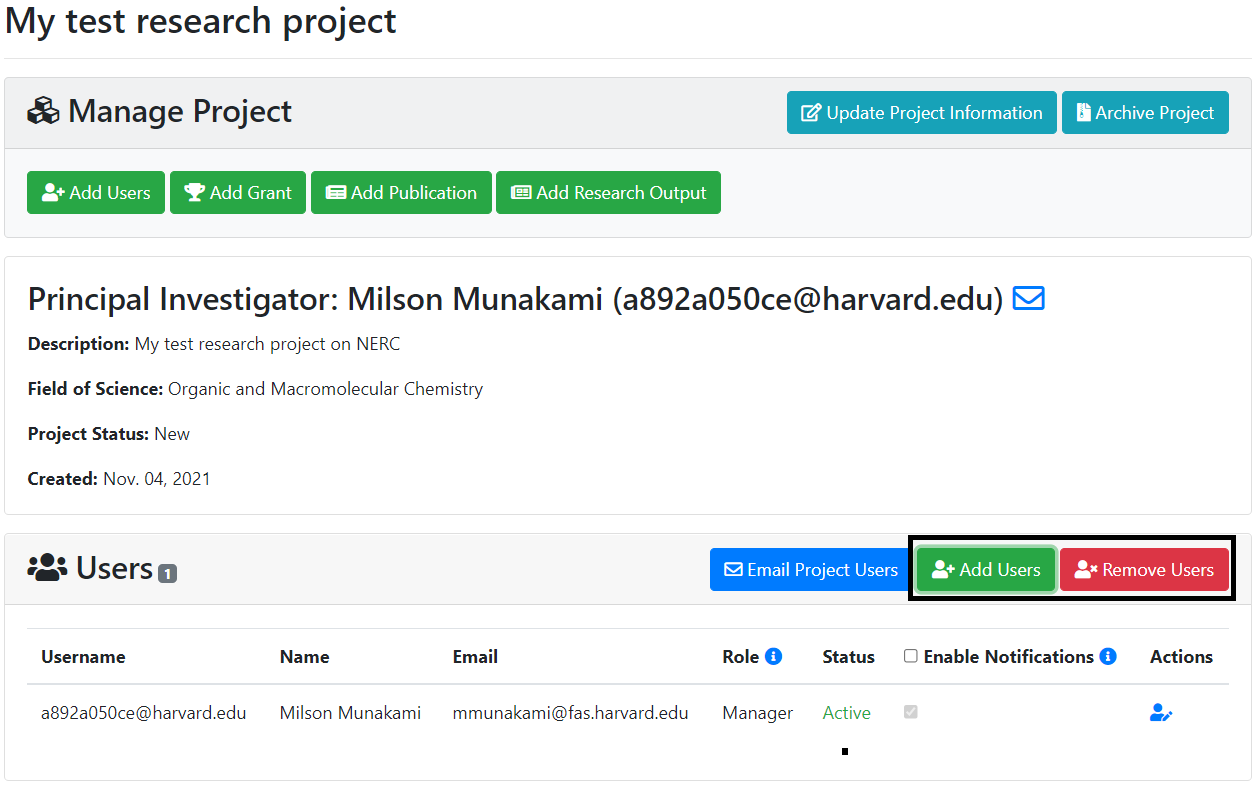 My test research project
Manage Project
Update Project Information
Archive Project
Add Users
Add Grant
Add Publication
Add Research Output
Principal Investigator: Milson Munakami (a892a050ce@harvard.edu)
Description: My test research project on NERC
Field of Science: Organic and Macromolecular Chemistry
Project Status: New
Created: Nov. 04, 2021
Users 1
Email Project Users
Add Users
Remove Users
Username Name Email Role Status Enable Notifications Actions
a892a050ce@harvard.edu Milson Munakami mmunakami@fas.harvard.edu Manager Active